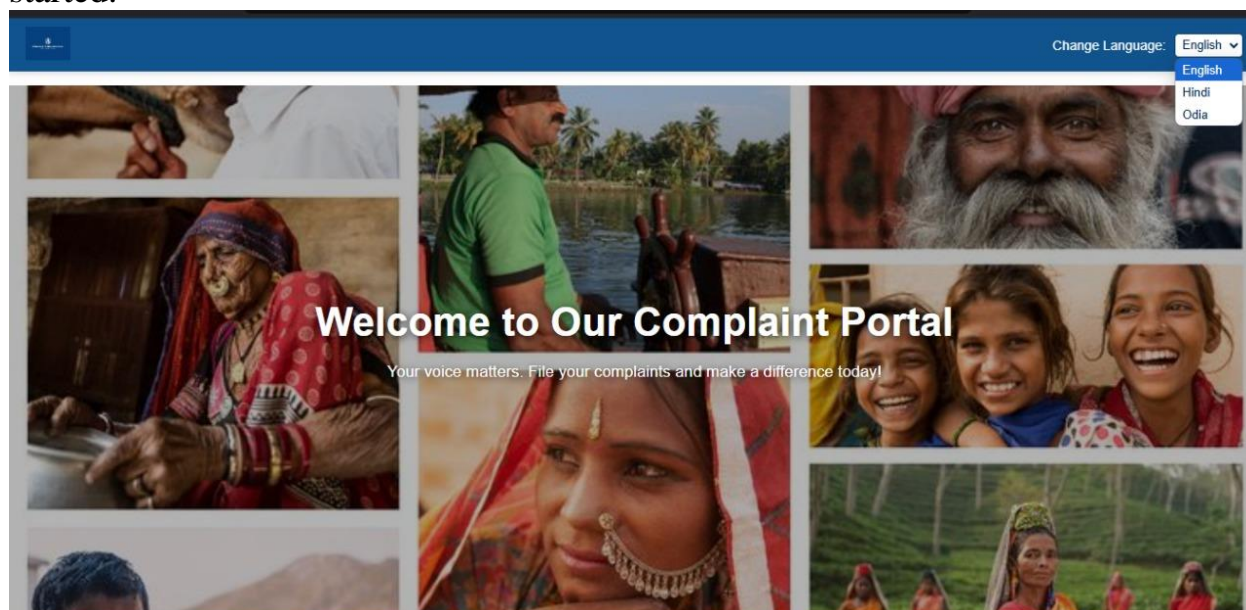 started.
Change Language: English
English
Hindi
Odia
Welcome to Our Complaint Portal
Your voice matters. File your complaints and make a difference today!